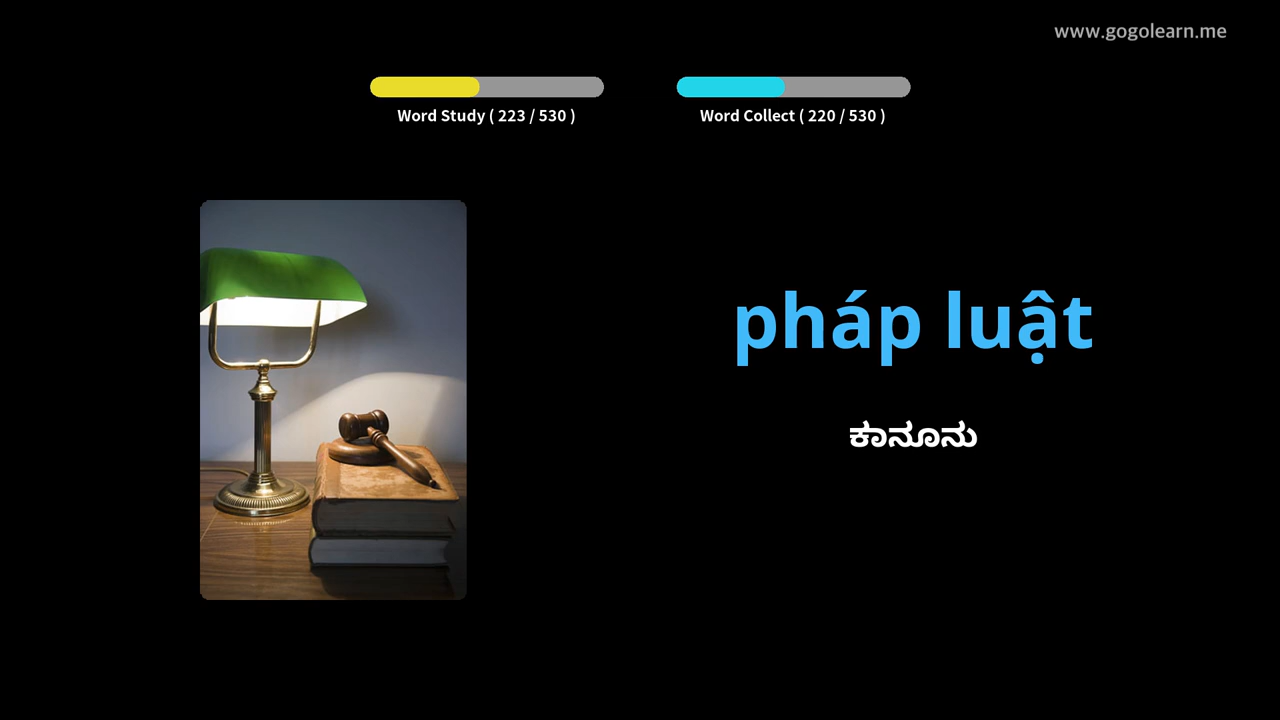 www.gogolearn.me
Word Study ( 223 / 530 )
Word Collect ( 220 / 530 )
pháp luật
ಕಾನೂನು